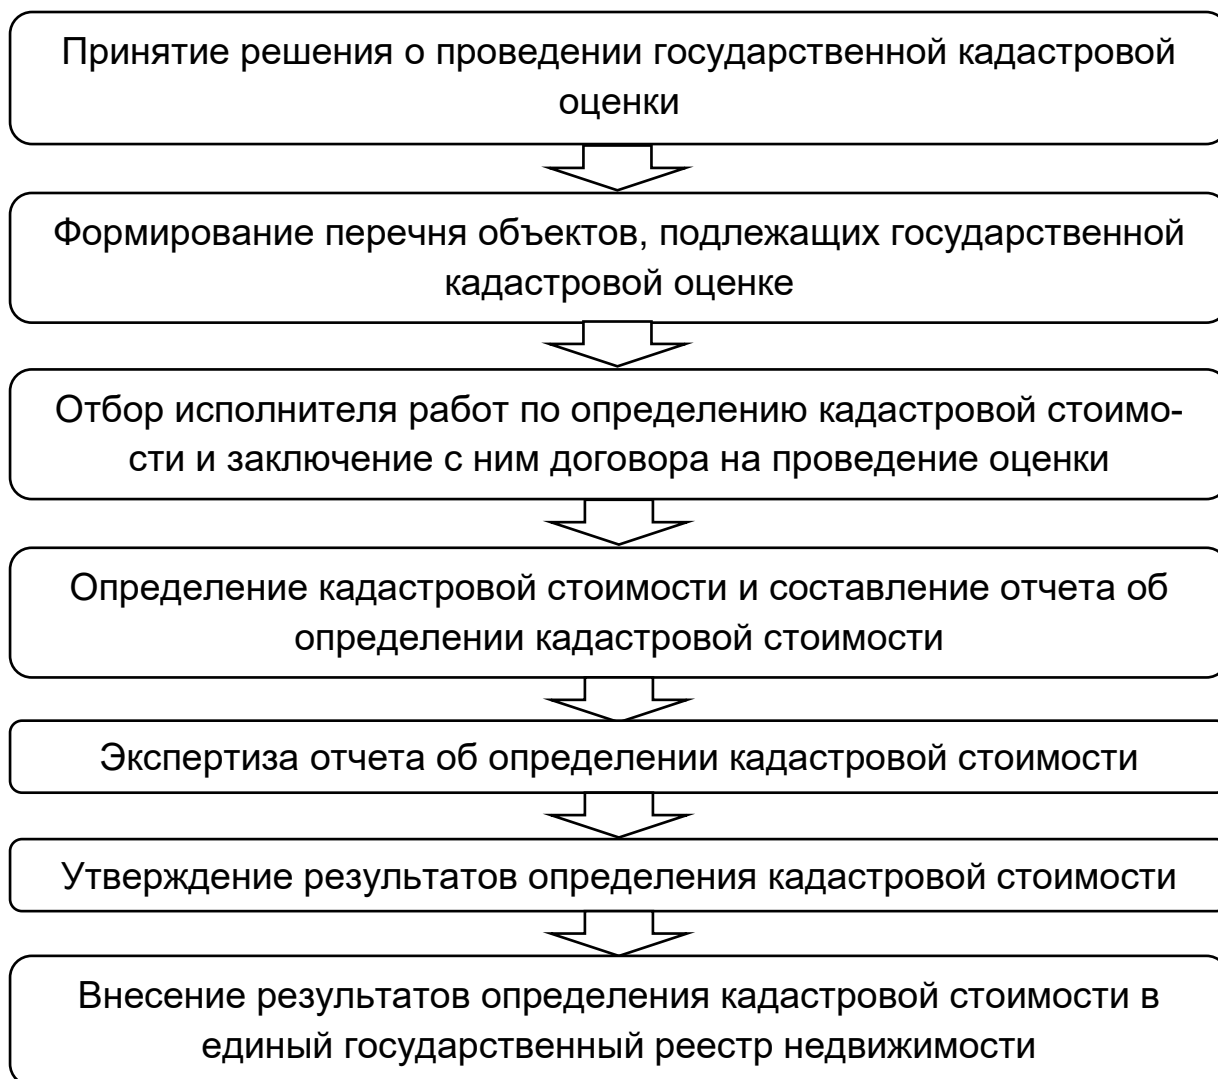 Принятие решения о проведении государственной кадастровой
оценки
Формирование перечня объектов, подлежащих государственной
кадастровой оценке
Отбор исполнителя работ по определению кадастровой стоимо-
сти и заключение с ним договора на проведение оценки
Определение кадастровой стоимости и составление отчета об
определении кадастровой стоимости
Экспертиза отчета об определении кадастровой стоимости
Утверждение результатов определения кадастровой стоимости
Внесение результатов определения кадастровой стоимости в
единый государственный реестр недвижимости